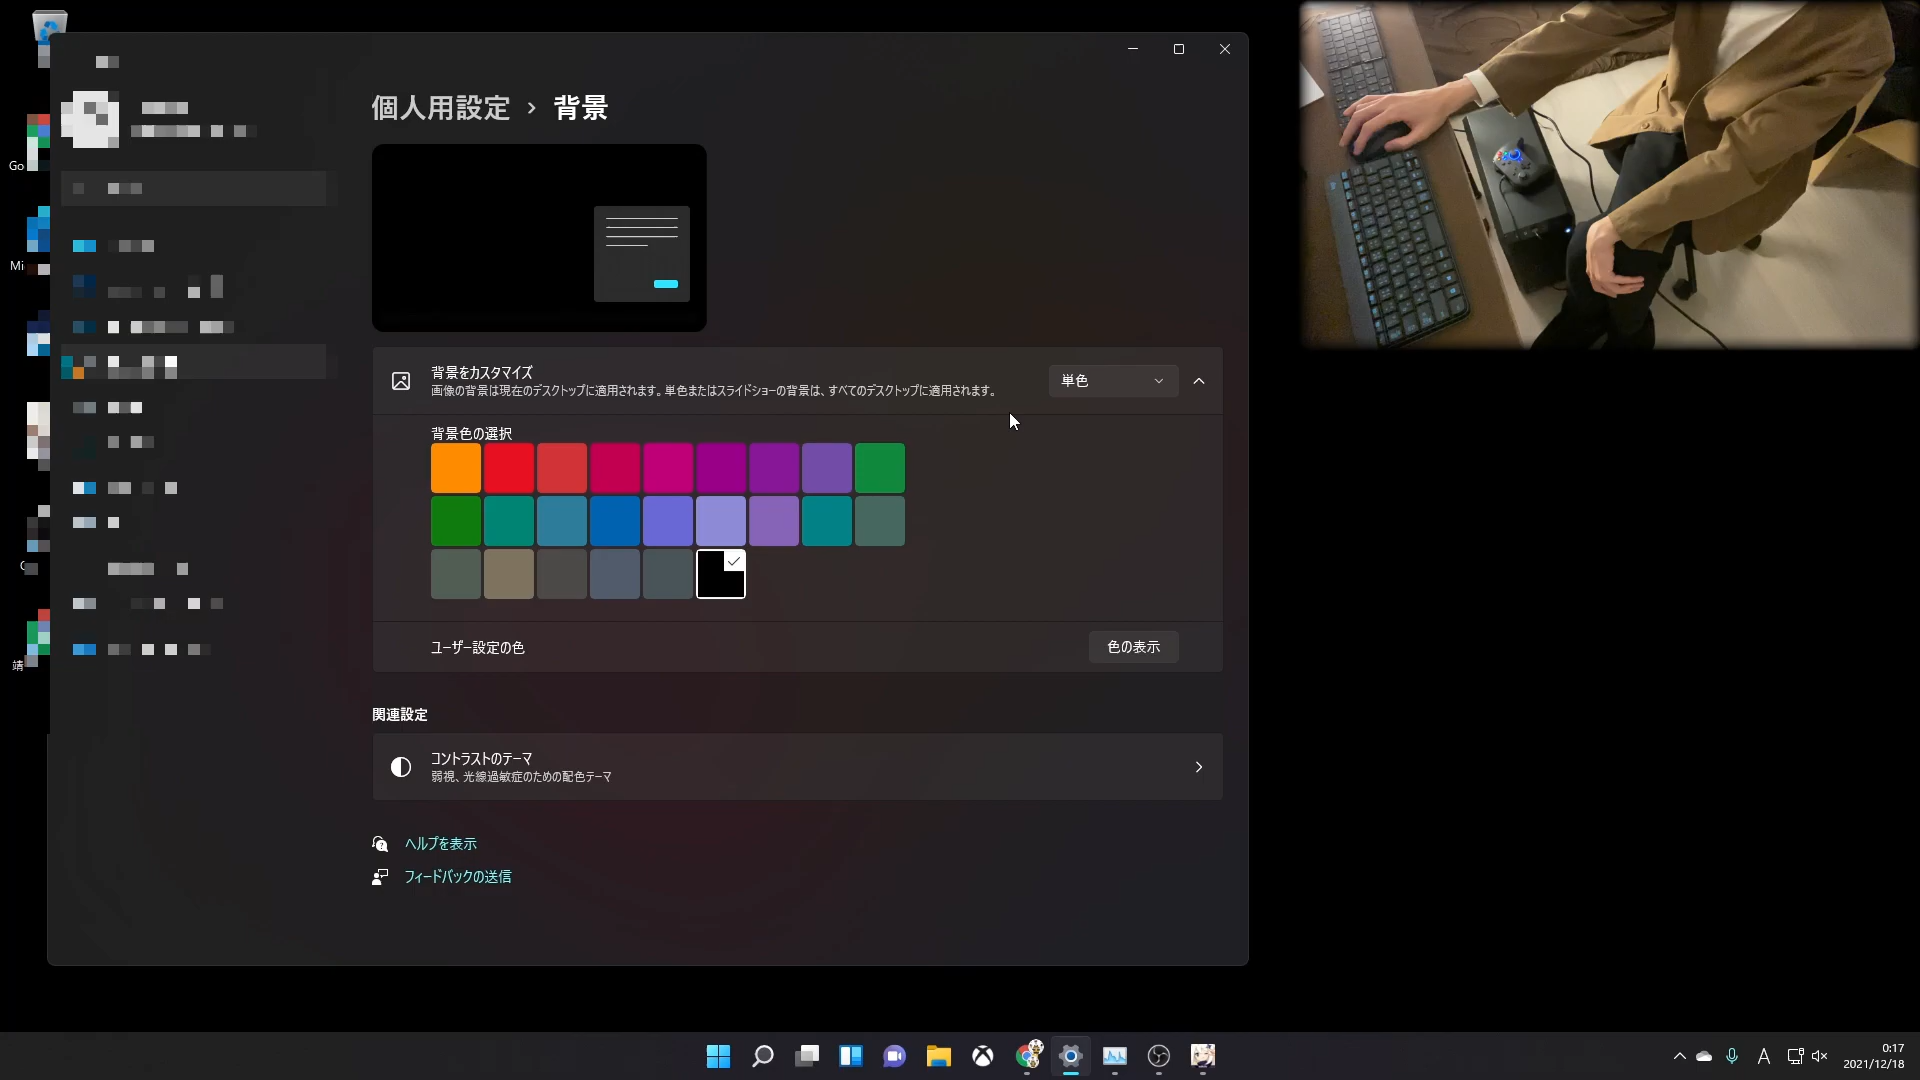 個人用設定 › 背景
背景をカスタマイズ
画像の背景は現在のデスクトップに適用されます。単色またはスライドショーの背景は、すべてのデスクトップに適用されます。
単色
背景色の選択
ユーザー設定の色
色の表示
関連設定
コントラストのテーマ
弱視、光線過敏症のための配色テーマ
ヘルプを表示
フィードバックの送信
Go
Mi
A
0:17
2021/12/18